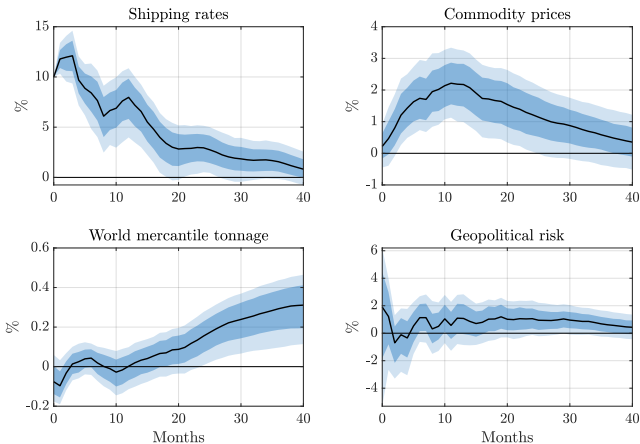 Shipping rates
%
15
10
5
0
0 10 20 30 40
Commodity prices
%
4
3
2
1
0
-1
0 10 20 30 40
World mercantile tonnage
%
0.6
0.4
0.2
0
-0.2
0 10 20 30 40
Months
Geopolitical risk
%
6
4
2
0
-2
-4
0 10 20 30 40
Months